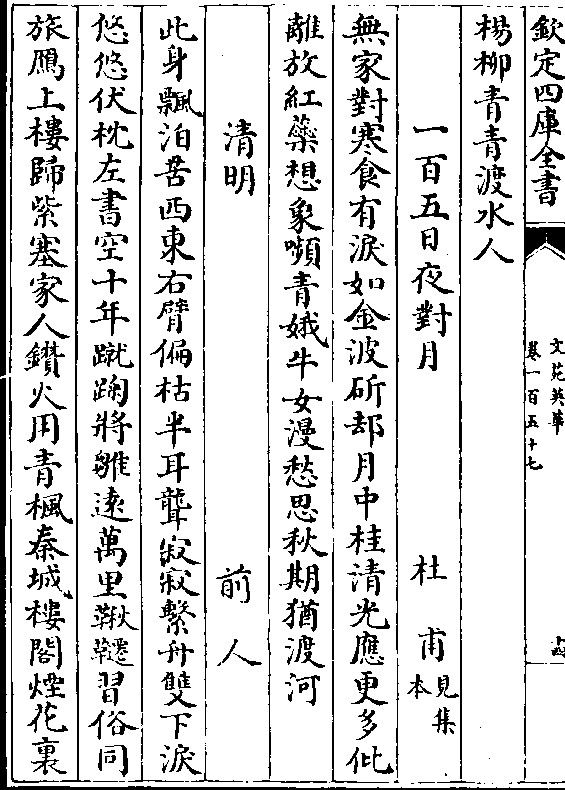 欽定四庫全書
文苑英華
卷一百五十七
楊柳青青渡水人
一百五日夜對月 杜甫 見集本
無家對寒食有淚如金波斫却月中桂清光應更多仳
離放紅蘂想象嚬青娥牛女漫愁思秋期猶渡河
清明 前人
此身飄泊苦西東右臂偏枯半耳聾寂寂繫舟雙下淚
悠悠伏枕左書空十年蹴踘將雛遠萬里鞦韆習俗同
旅鴈上樓歸紫塞家人鑽火用青楓秦城樓閣煙花裏